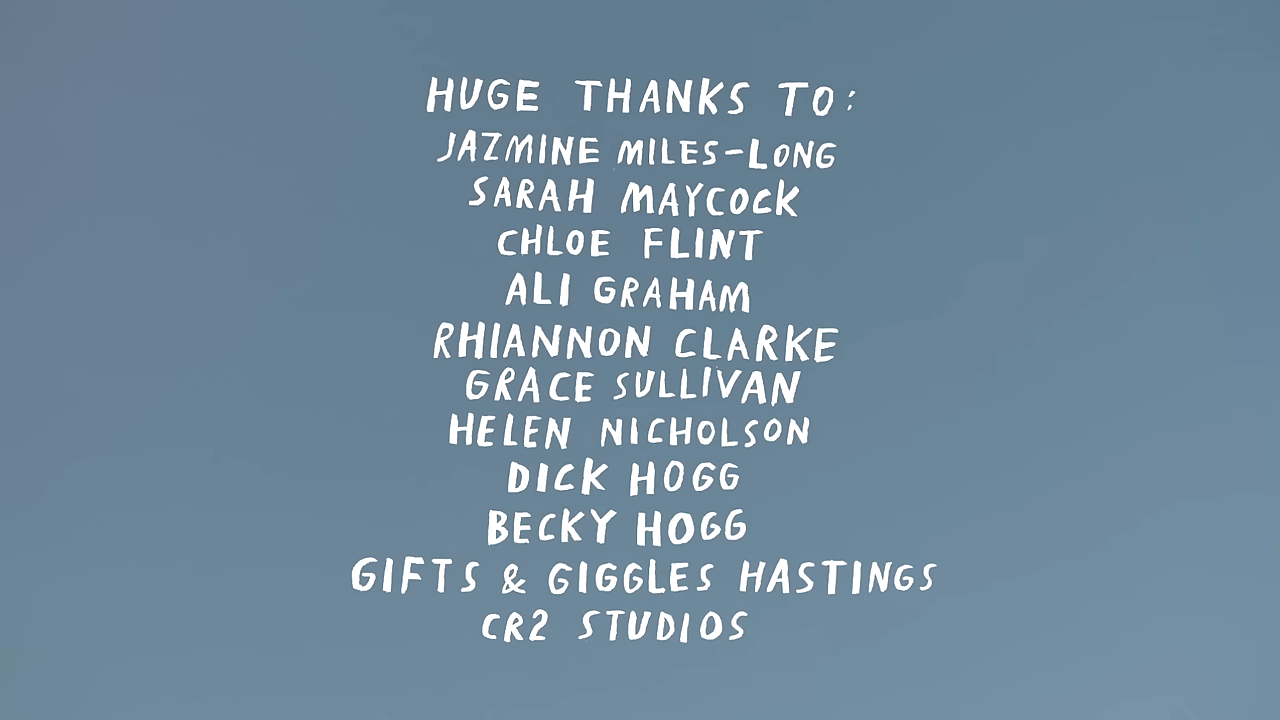 HUGE THANKS TO:
JAZMINE MILES-LONG
SARAH MAYCOCK
CHLOE FLINT
ALI GRAHAM
RHIANNON CLARKE
GRACE SULLIVAN
HELEN NICHOLSON
DICK HOGG
BECKY HOGG
GIFTS & GIGGLES HASTINGS
CR2 STUDIOS